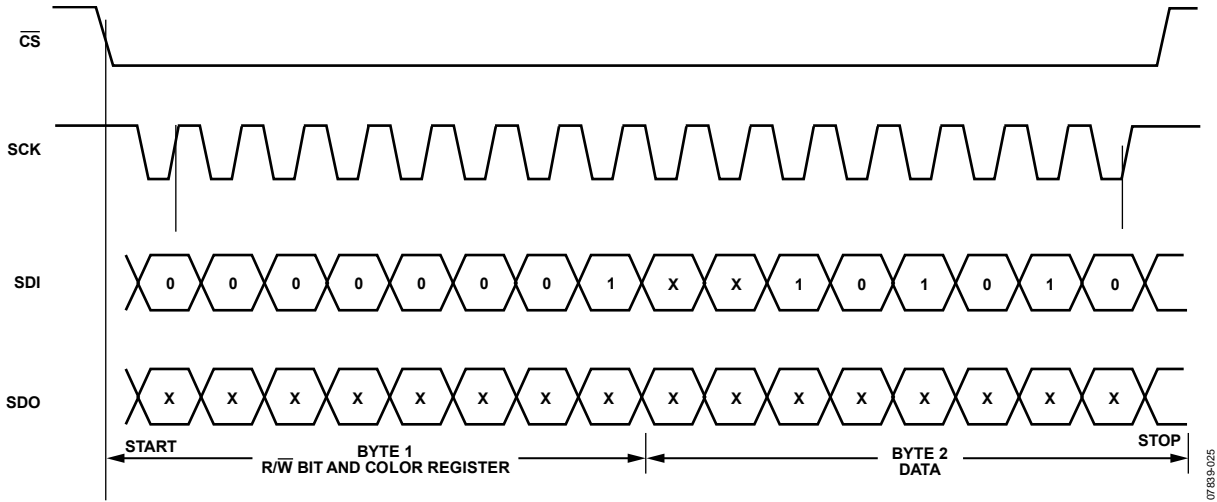 C̅S̅
SCK
SDI 0 0 0 0 0 0 0 1 X X 1 0 1 0 1 0
SDO X X X X X X X X X X X X X X X X
START STOP
BYTE 1 BYTE 2
R/W̅ BIT AND COLOR REGISTER DATA
07839-025